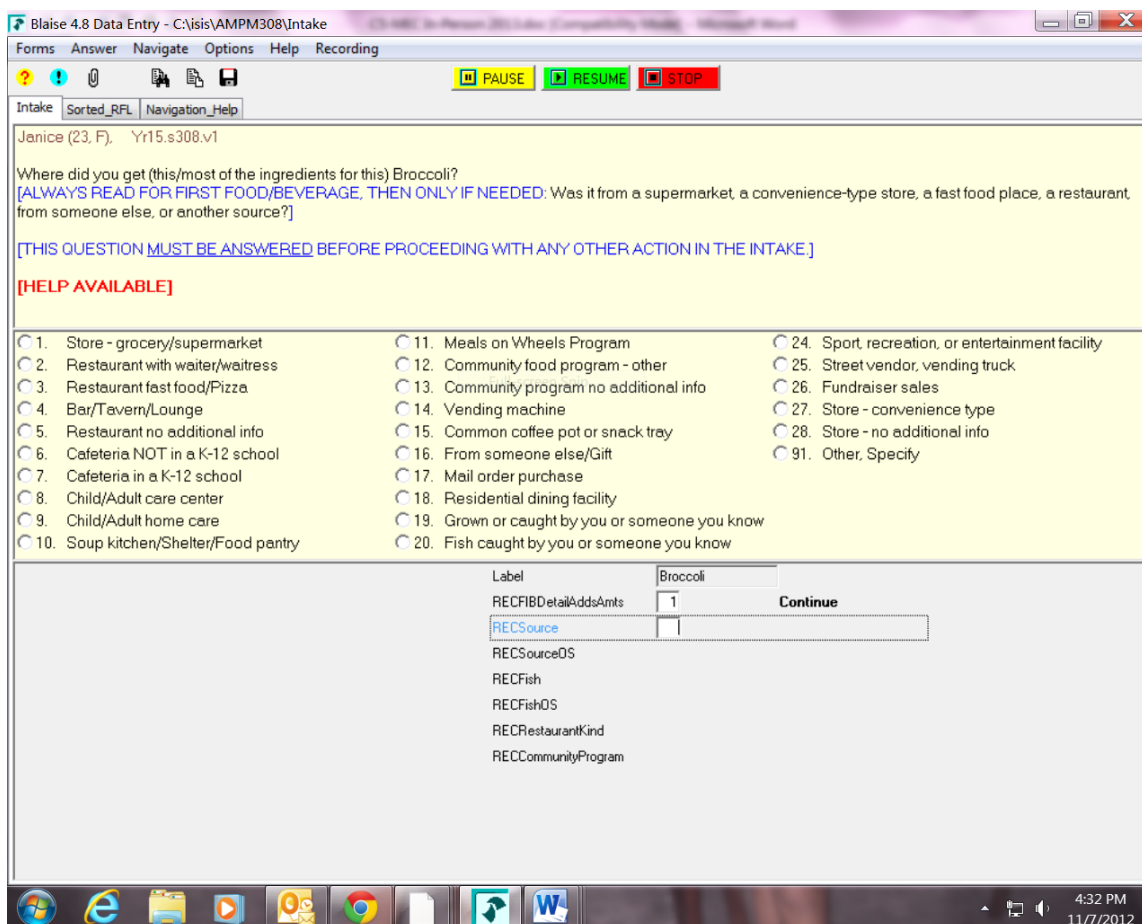 Blaise 4.8 Data Entry - C:\isis\AMPM308\Intake
Forms Answer Navigate Options Help Recording
PAUSE RESUME STOP
Intake Sorted_RFL Navigation_Help
Janice (23, F), Yr15.s308.v1
Where did you get (this/most of the ingredients for this) Broccoli?
[ALWAYS READ FOR FIRST FOOD/BEVERAGE, THEN ONLY IF NEEDED: Was it from a supermarket, a convenience-type store, a fast food place, a restaurant,
from someone else, or another source?]
[THIS QUESTION MUST BE ANSWERED BEFORE PROCEEDING WITH ANY OTHER ACTION IN THE INTAKE.]
[HELP AVAILABLE]
1. Store - grocery/supermarket
2. Restaurant with waiter/waitress
3. Restaurant fast food/Pizza
4. Bar/Tavern/Lounge
5. Restaurant no additional info
6. Cafeteria NOT in a K-12 school
7. Cafeteria in a K-12 school
8. Child/Adult care center
9. Child/Adult home care
10. Soup kitchen/Shelter/Food pantry
11. Meals on Wheels Program
12. Community food program - other
13. Community program no additional info
14. Vending machine
15. Common coffee pot or snack tray
16. From someone else/Gift
17. Mail order purchase
18. Residential dining facility
19. Grown or caught by you or someone you know
20. Fish caught by you or someone you know
24. Sport, recreation, or entertainment facility
25. Street vendor, vending truck
26. Fundraiser sales
27. Store - convenience type
28. Store - no additional info
91. Other, Specify
Label Broccoli
RECFIBDetailAddsAmts 1 Continue
RECSource
RECSourceOS
RECFish
RECFishOS
RECRestaurantKind
RECCommunityProgram
4:32 PM
11/7/2012